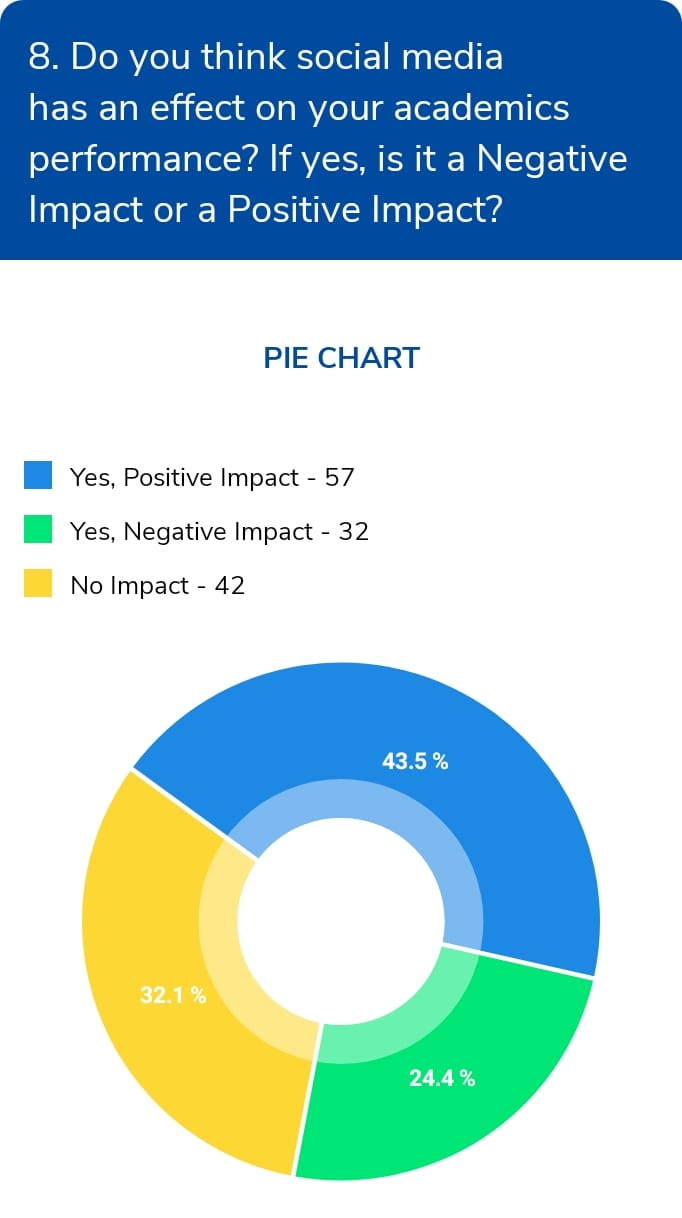 8. Do you think social media
has an effect on your academics
performance? If yes, is it a Negative
Impact or a Positive Impact?
PIE CHART
Yes, Positive Impact - 57
Yes, Negative Impact - 32
No Impact - 42
43.5 %
32.1 %
24.4 %